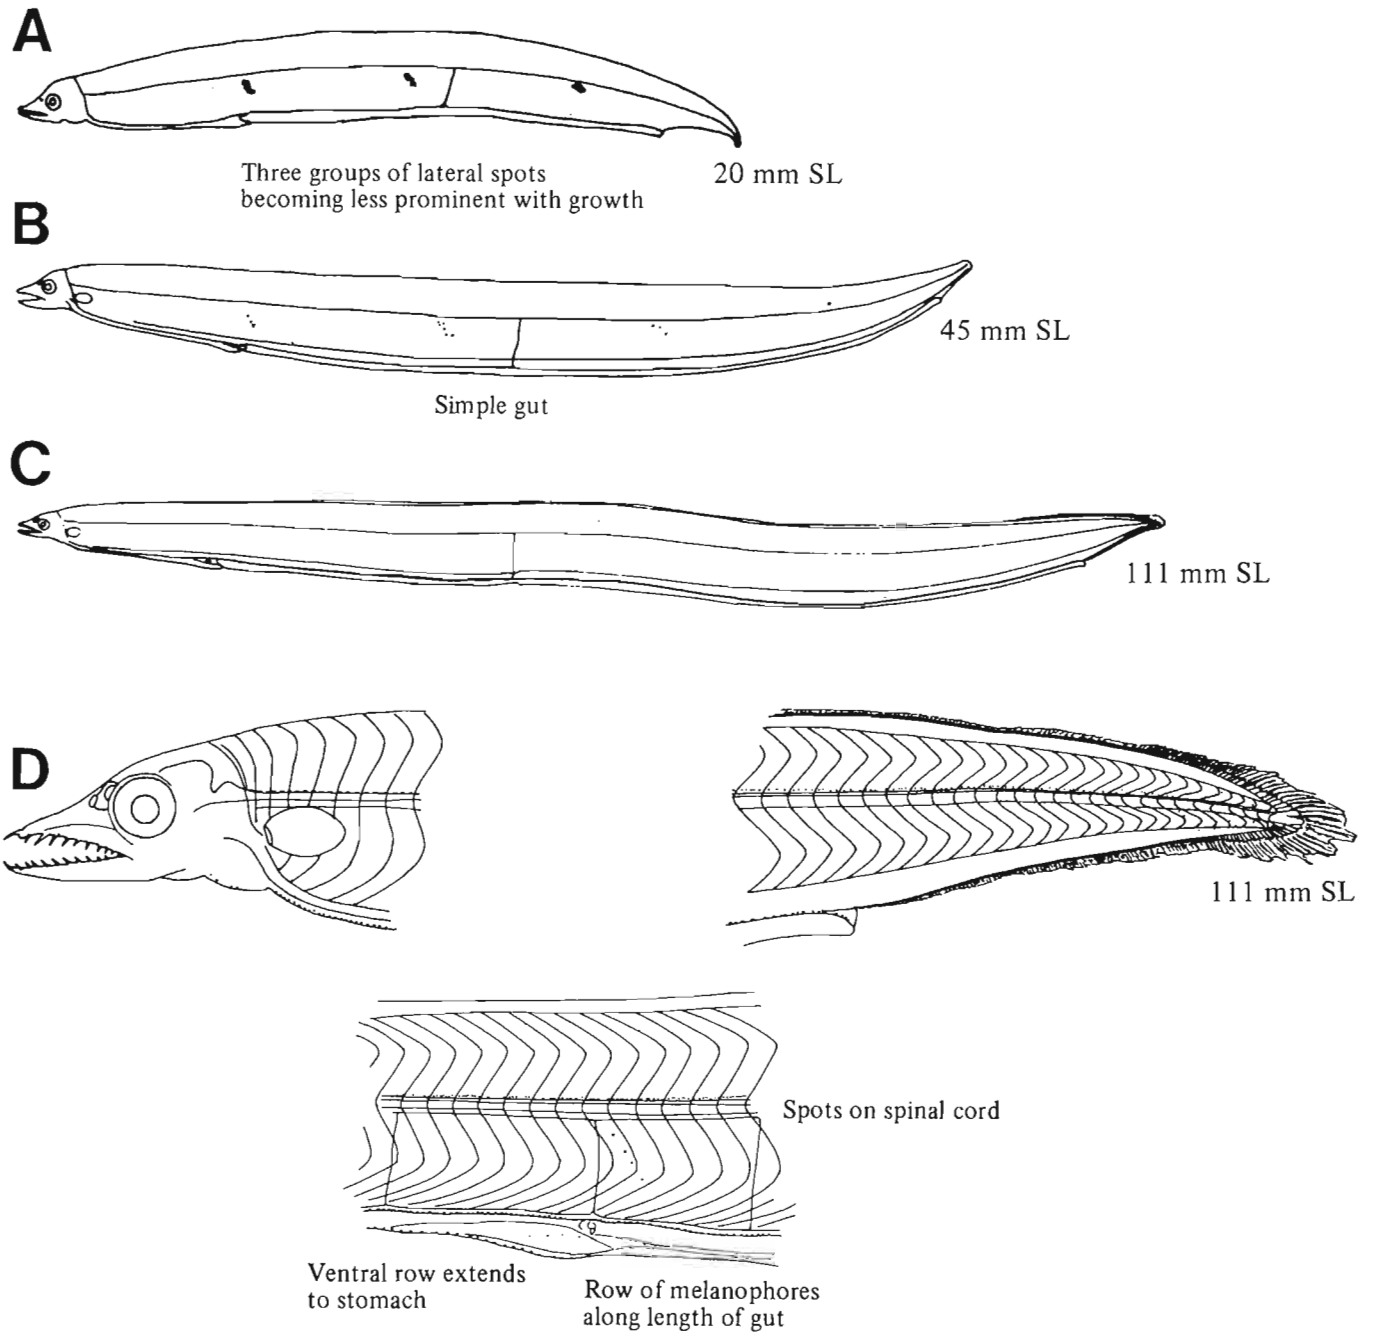 A
Three groups of lateral spots
becoming less prominent with growth
20 mm SL
B
45 mm SL
Simple gut
C
111 mm SL
D
111 mm SL
Spots on spinal cord
Ventral row extends
to stomach
Row of melanophores
along length of gut